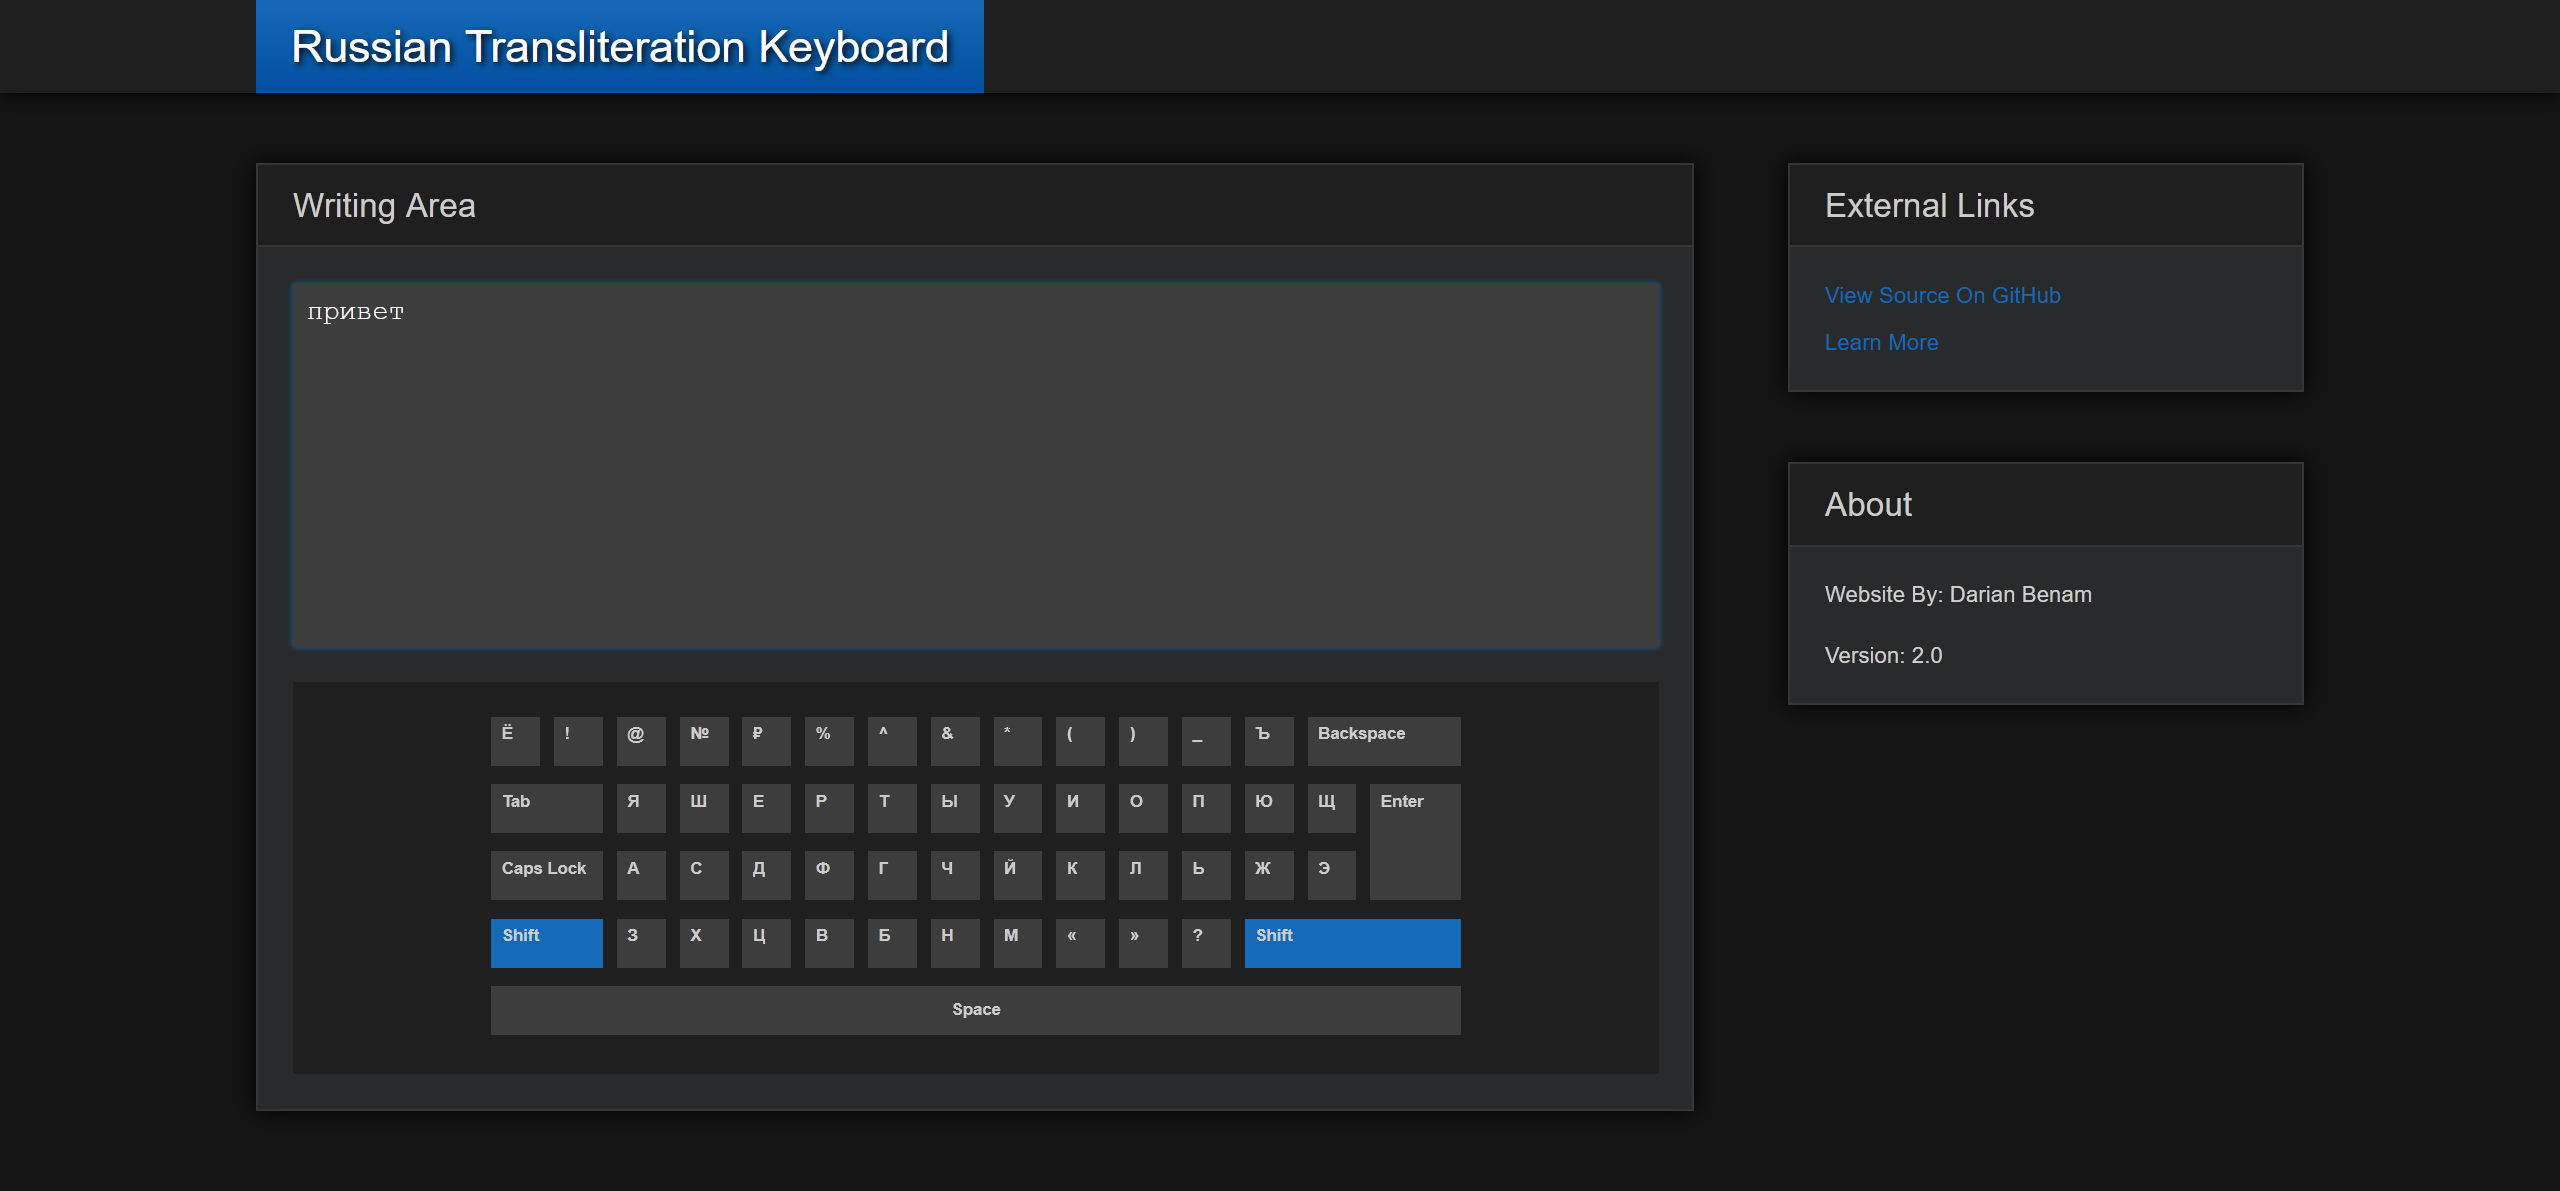 Russian Transliteration Keyboard
Writing Area
привет
Ё ! @ № ₽ % ^ & * ( ) _ Ъ Backspace
Tab Я Ш Е Р Т Ы У И О П Ю Щ Enter
Caps Lock А С Д Ф Г Ч Й К Л Ь Ж Э
Shift З Х Ц В Б Н М « » ? Shift
Space
External Links
View Source On GitHub
Learn More
About
Website By: Darian Benam
Version: 2.0